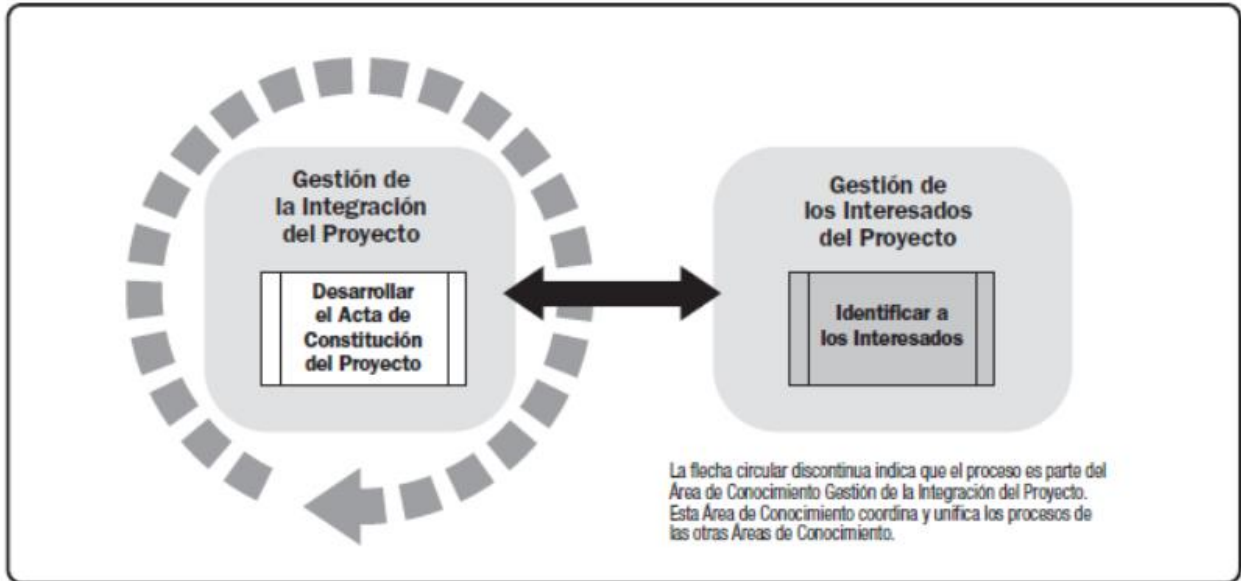 Gestión de
la Integración
del Proyecto
Desarrollar
el Acta de
Constitución
del Proyecto
Gestión de
los Interesados
del Proyecto
Identificar a
los Interesados
La flecha circular discontinua indica que el proceso es parte del
Área de Conocimiento Gestión de la Integración del Proyecto.
Esta Área de Conocimiento coordina y unifica los procesos de
las otras Áreas de Conocimiento.